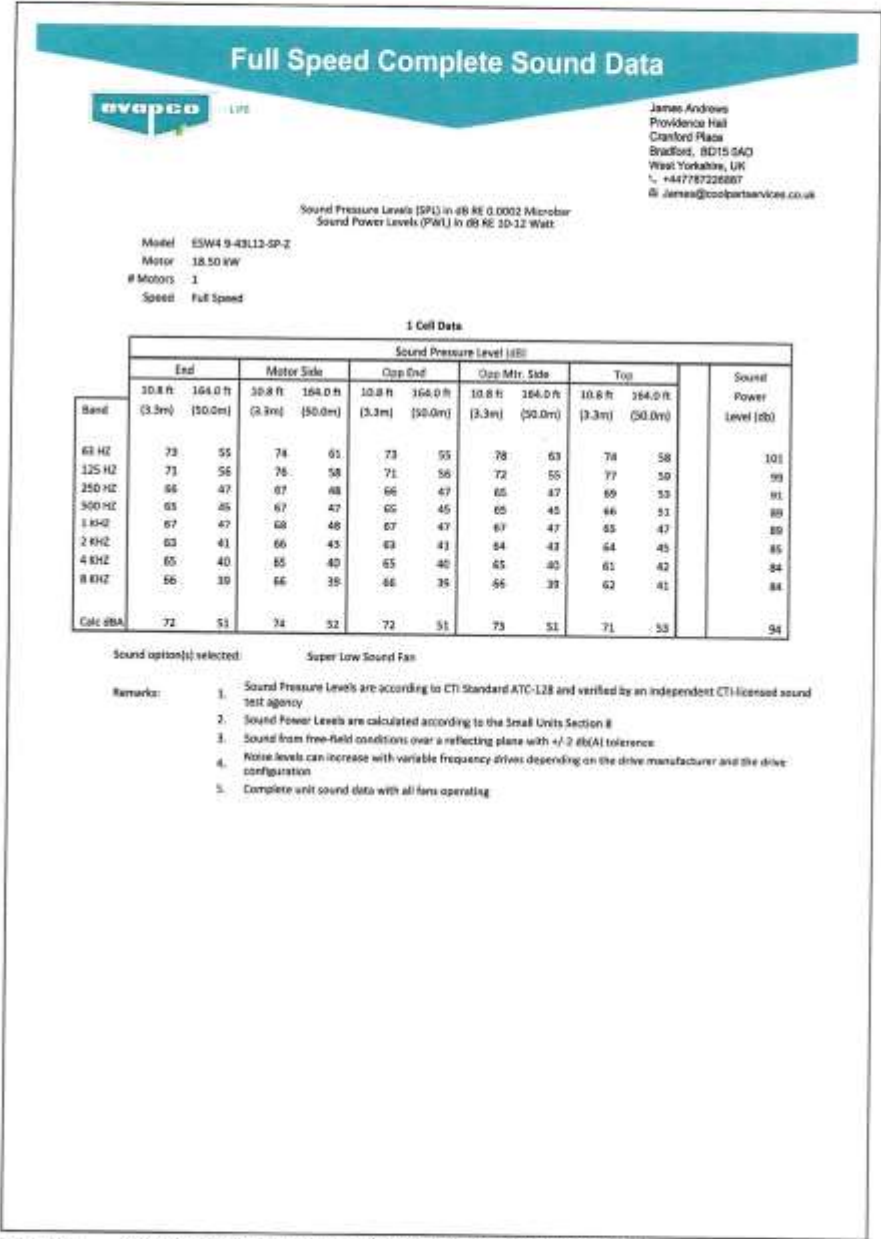 Full Speed Complete Sound Data
evapco LIFE
James Andrews
Providence Hall
Cranford Place
Bradford, BD15 0AD
West Yorkshire, UK
+447787226887
James@coolpartservices.co.uk
Sound Pressure Levels (SPL) in dB RE 0.0002 Microbar
Sound Power Levels (PWL) in dB RE 10-12 Watt
Model ESW4 9-43L12-SP-Z
Motor 18.50 kW
# Motors 1
Speed Full Speed
1 Cell Data
Sound Pressure Level (dB)
End Motor Side Opp End Opp Mtr. Side Top Sound
10.8 ft 164.0 ft 10.8 ft 164.0 ft 10.8 ft 164.0 ft 10.8 ft 164.0 ft 10.8 ft 164.0 ft Power
Band (3.3m) (50.0m) (3.3m) (50.0m) (3.3m) (50.0m) (3.3m) (50.0m) (3.3m) (50.0m) Level (db)
63 HZ 73 55 74 61 73 55 78 63 74 58 101
125 HZ 71 56 76 58 71 56 72 55 77 59 99
250 HZ 66 47 67 48 66 47 65 47 69 53 91
500 HZ 65 45 67 47 65 45 65 45 66 51 89
1 KHZ 67 47 68 48 67 47 67 47 65 47 89
2 KHZ 63 41 66 43 63 41 64 43 64 45 85
4 KHZ 65 40 65 40 65 40 65 40 61 42 84
8 KHZ 66 39 66 39 66 39 66 39 62 41 84
Calc dBA 72 51 74 52 72 51 73 51 71 53 94
Sound option(s) selected: Super Low Sound Fan
Remarks: 1. Sound Pressure Levels are according to CTI Standard ATC-128 and verified by an independent CTI-licensed sound
test agency
2. Sound Power Levels are calculated according to the Small Units Section 8
3. Sound from free-field conditions over a reflecting plane with +/-2 db(A) tolerence
4. Noise levels can increase with variable frequency drives depending on the drive manufacturer and the drive
configuration
5. Complete unit sound data with all fans operating